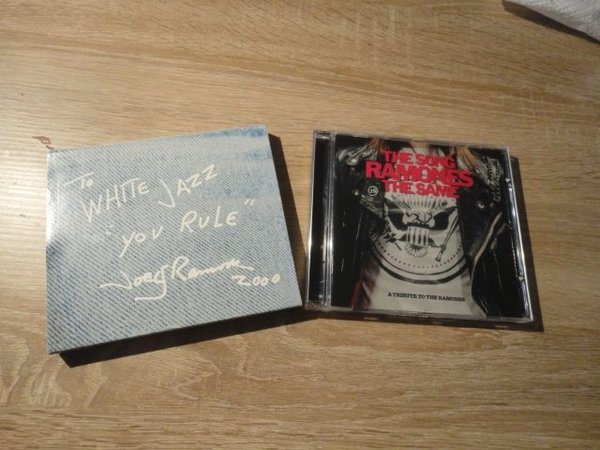 To
WHITE JAZZ
"YOU RULE"
Joey Ramone
2000
"THE SONG
RAMONES
THE SAME"
A TRIBUTE TO THE RAMONES